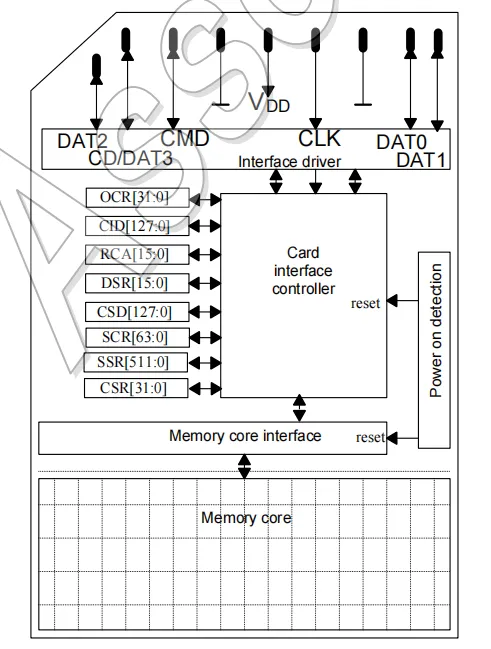 Asso
VDD
DAT2 CMD CLK DAT0
CD/DAT3 Interface driver DAT1
OCR[31:0]
CID[127:0]
RCA[15:0]
DSR[15:0]
CSD[127:0]
SCR[63:0]
SSR[511:0]
CSR[31:0]
Card
interface
controller
reset
Power on detection
Memory core interface reset
Memory core